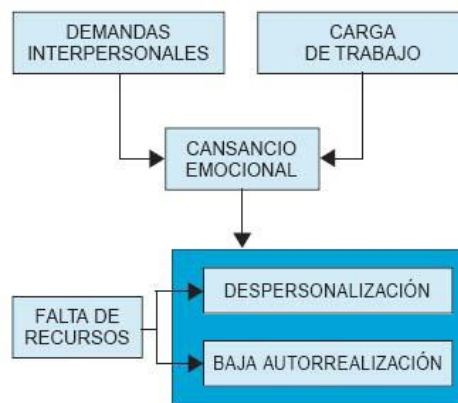 DEMANDAS
INTERPERSONALES
CARGA
DE TRABAJO
CANSANCIO
EMOCIONAL
DESPERSONALIZACIÓN
FALTA DE
RECURSOS
BAJA AUTORREALIZACIÓN